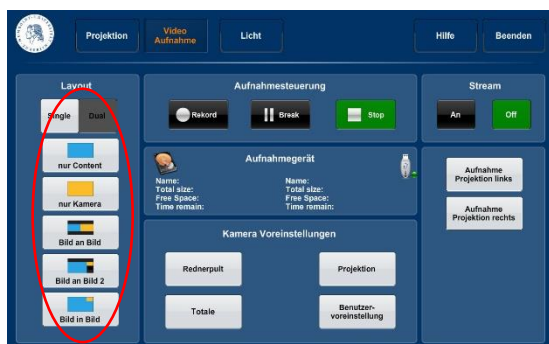 Projektion
Video
Aufnahme
Licht
Hilfe
Beenden
Layout
Single
Dual
nur Content
nur Kamera
Bild an Bild
Bild an Bild 2
Bild in Bild
Aufnahmesteuerung
Rekord
Break
Stop
Aufnahmegerät
Name:
Total size:
Free Space:
Time remain:
Name:
Total size:
Free Space:
Time remain:
Kamera Voreinstellungen
Rednerpult
Projektion
Totale
Benutzer-
voreinstellung
Stream
An
Off
Aufnahme
Projektion links
Aufnahme
Projektion rechts